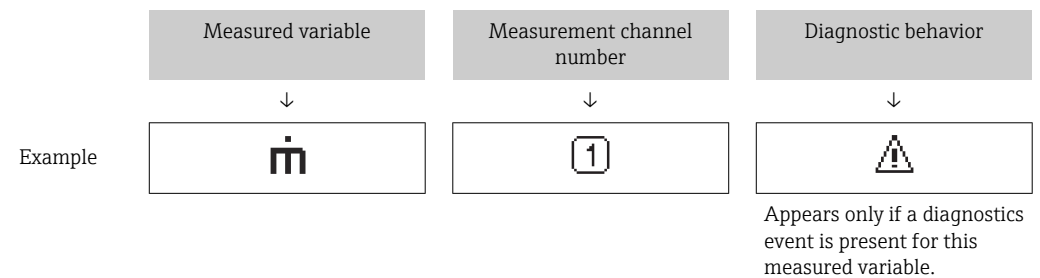 Measured variable
Measurement channel
number
Diagnostic behavior
↓ ↓ ↓
Example
ṁ
1
Appears only if a diagnostics
event is present for this
measured variable.